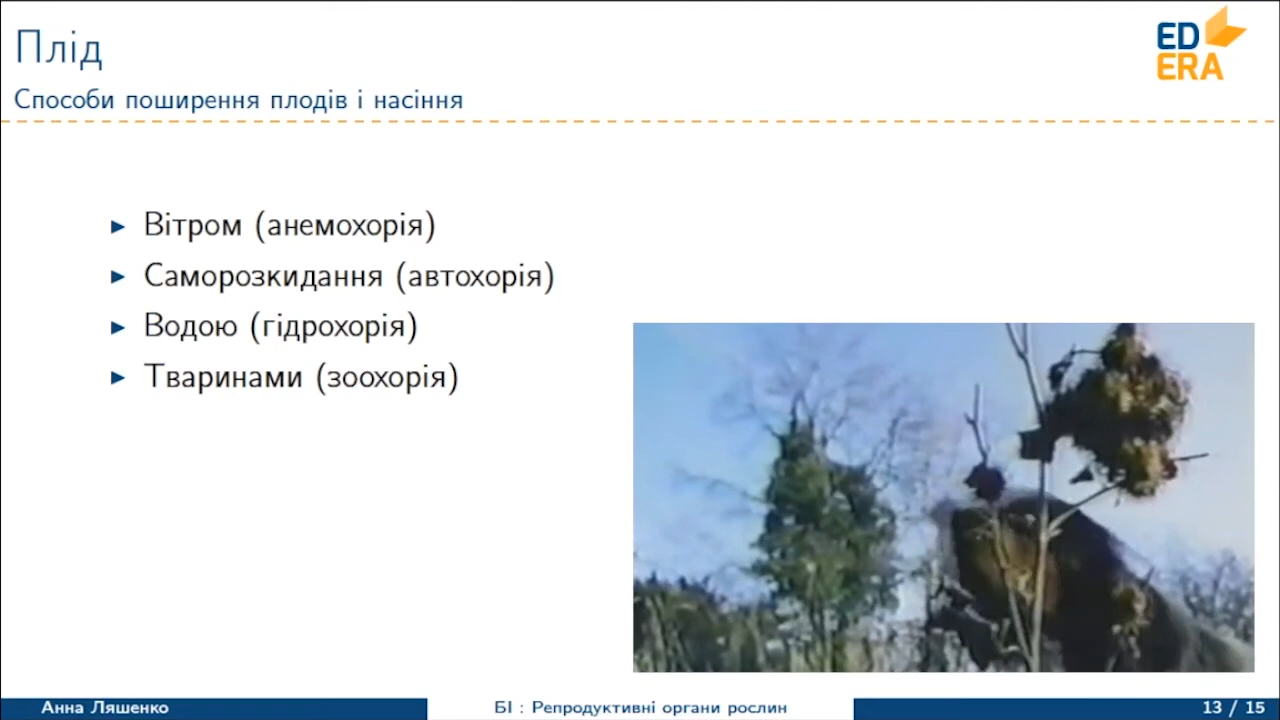 Плід
ED
ERA
Способи поширення плодів і насіння
▶ Вітром (анемохорія)
▶ Саморозкидання (автохорія)
▶ Водою (гідрохорія)
▶ Тваринами (зоохорія)
Анна Ляшенко
БІ : Репродуктивні органи рослин
13 / 15